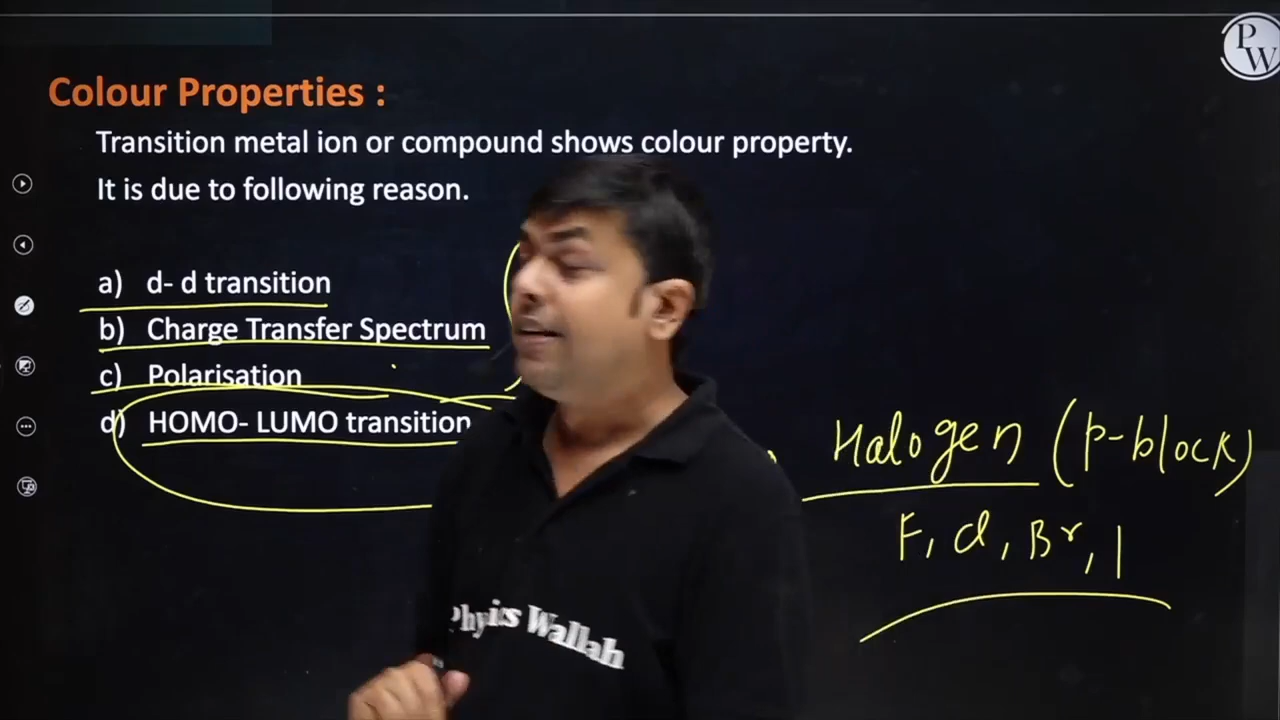 PW
Colour Properties :
Transition metal ion or compound shows colour property.
It is due to following reason.
a) d- d transition
b) Charge Transfer Spectrum
c) Polarisation
d) HOMO- LUMO transition
Halogen (p-block)
F, Cl, Br, I
Physics Wallah